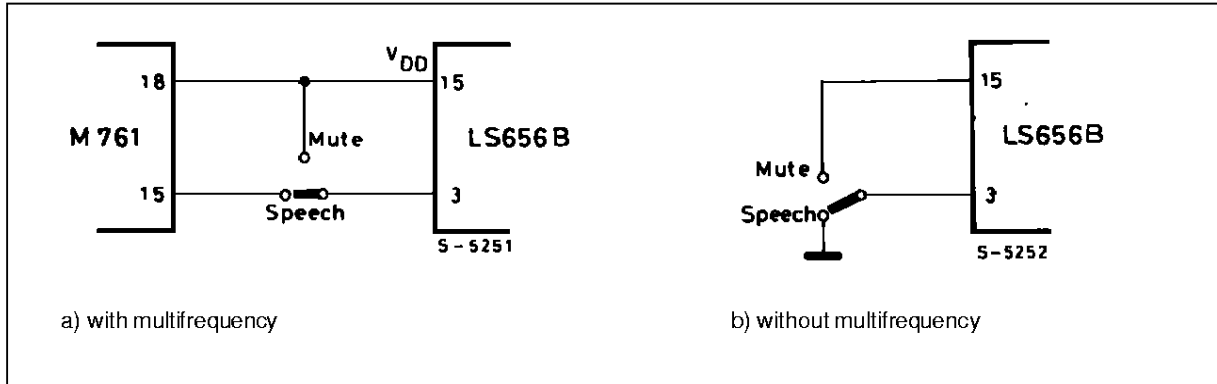 18
V DD
15
M 761
Mute
LS656B
15
Speech
3
S-5251
a) with multifrequency
15
LS656B
Mute
Speech
3
S-5252
b) without multifrequency